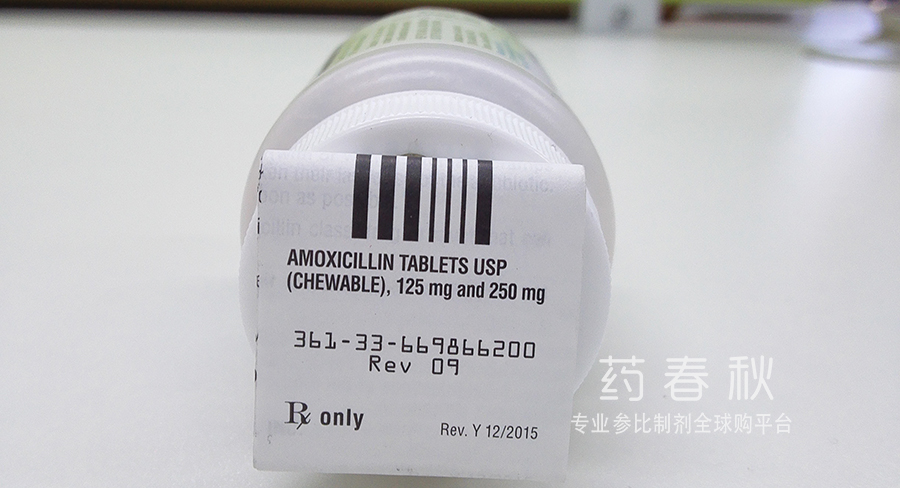 AMOXICILLIN TABLETS USP
(CHEWABLE), 125 mg and 250 mg
361-33-669866200
Rev 09
Rx only
Rev. Y 12/2015
药春秋
专业参比制剂全球购平台